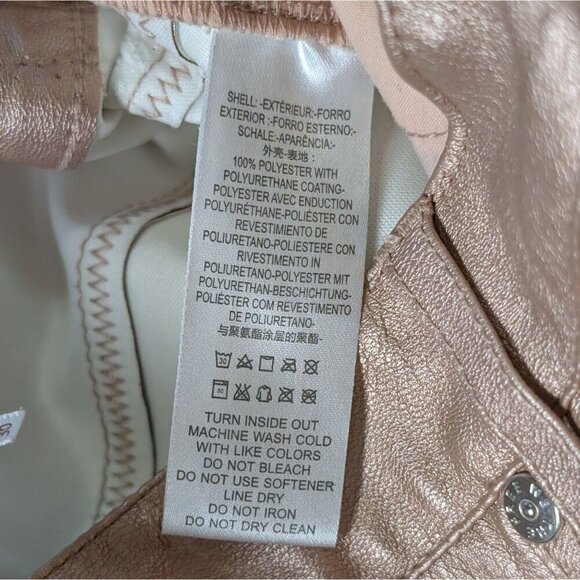 SHELL:-EXTÉRIEUR:-FORRO
EXTERIOR :-FORRO ESTERNO:-
SCHALE:-APARÊNCIA:-
外壳-表地:-
100% POLYESTER WITH
POLYURETHANE COATING-
POLYESTER AVEC ENDUCTION
POLYURÉTHANE-POLIÉSTER CON
REVESTIMIENTO DE
POLIURETANO-POLIESTERE CON
RIVESTIMENTO IN
POLIURETANO-POLYESTER MIT
POLYURETHAN-BESCHICHTUNG-
POLIÉSTER COM REVESTIMENTO
DE POLIURETANO-
与聚氨酯涂层的聚酯-
30
30
TURN INSIDE OUT
MACHINE WASH COLD
WITH LIKE COLORS
DO NOT BLEACH
DO NOT USE SOFTENER
LINE DRY
DO NOT IRON
DO NOT DRY CLEAN
30